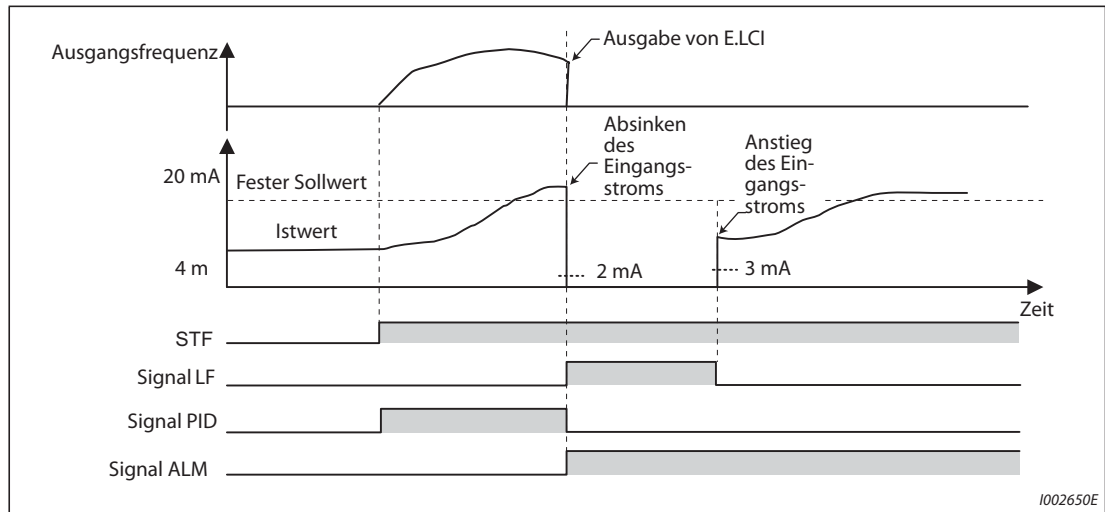 Ausgangsfrequenz
Ausgabe von E.LCI
Absinken
des
Eingangs-
stroms
Anstieg
des Ein-
gangs-
stroms
20 mA
Fester Sollwert
Istwert
4 m
2 mA
3 mA
Zeit
STF
Signal LF
Signal PID
Signal ALM
I002650E